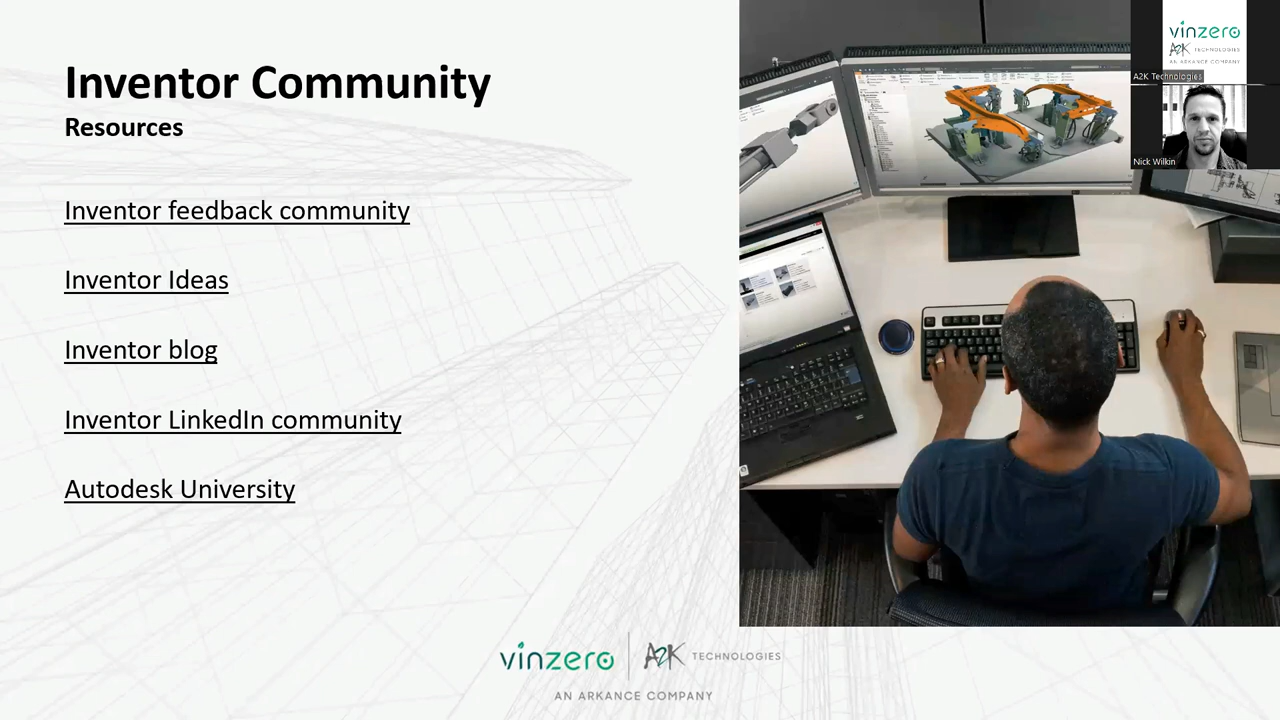 Inventor Community
Resources
Inventor feedback community
Inventor Ideas
Inventor blog
Inventor LinkedIn community
Autodesk University
vinzero
A2K TECHNOLOGIES
AN ARKANCE COMPANY
A2K Technologies
Nick Wilkin
vinzero
A2K TECHNOLOGIES
AN ARKANCE COMPANY